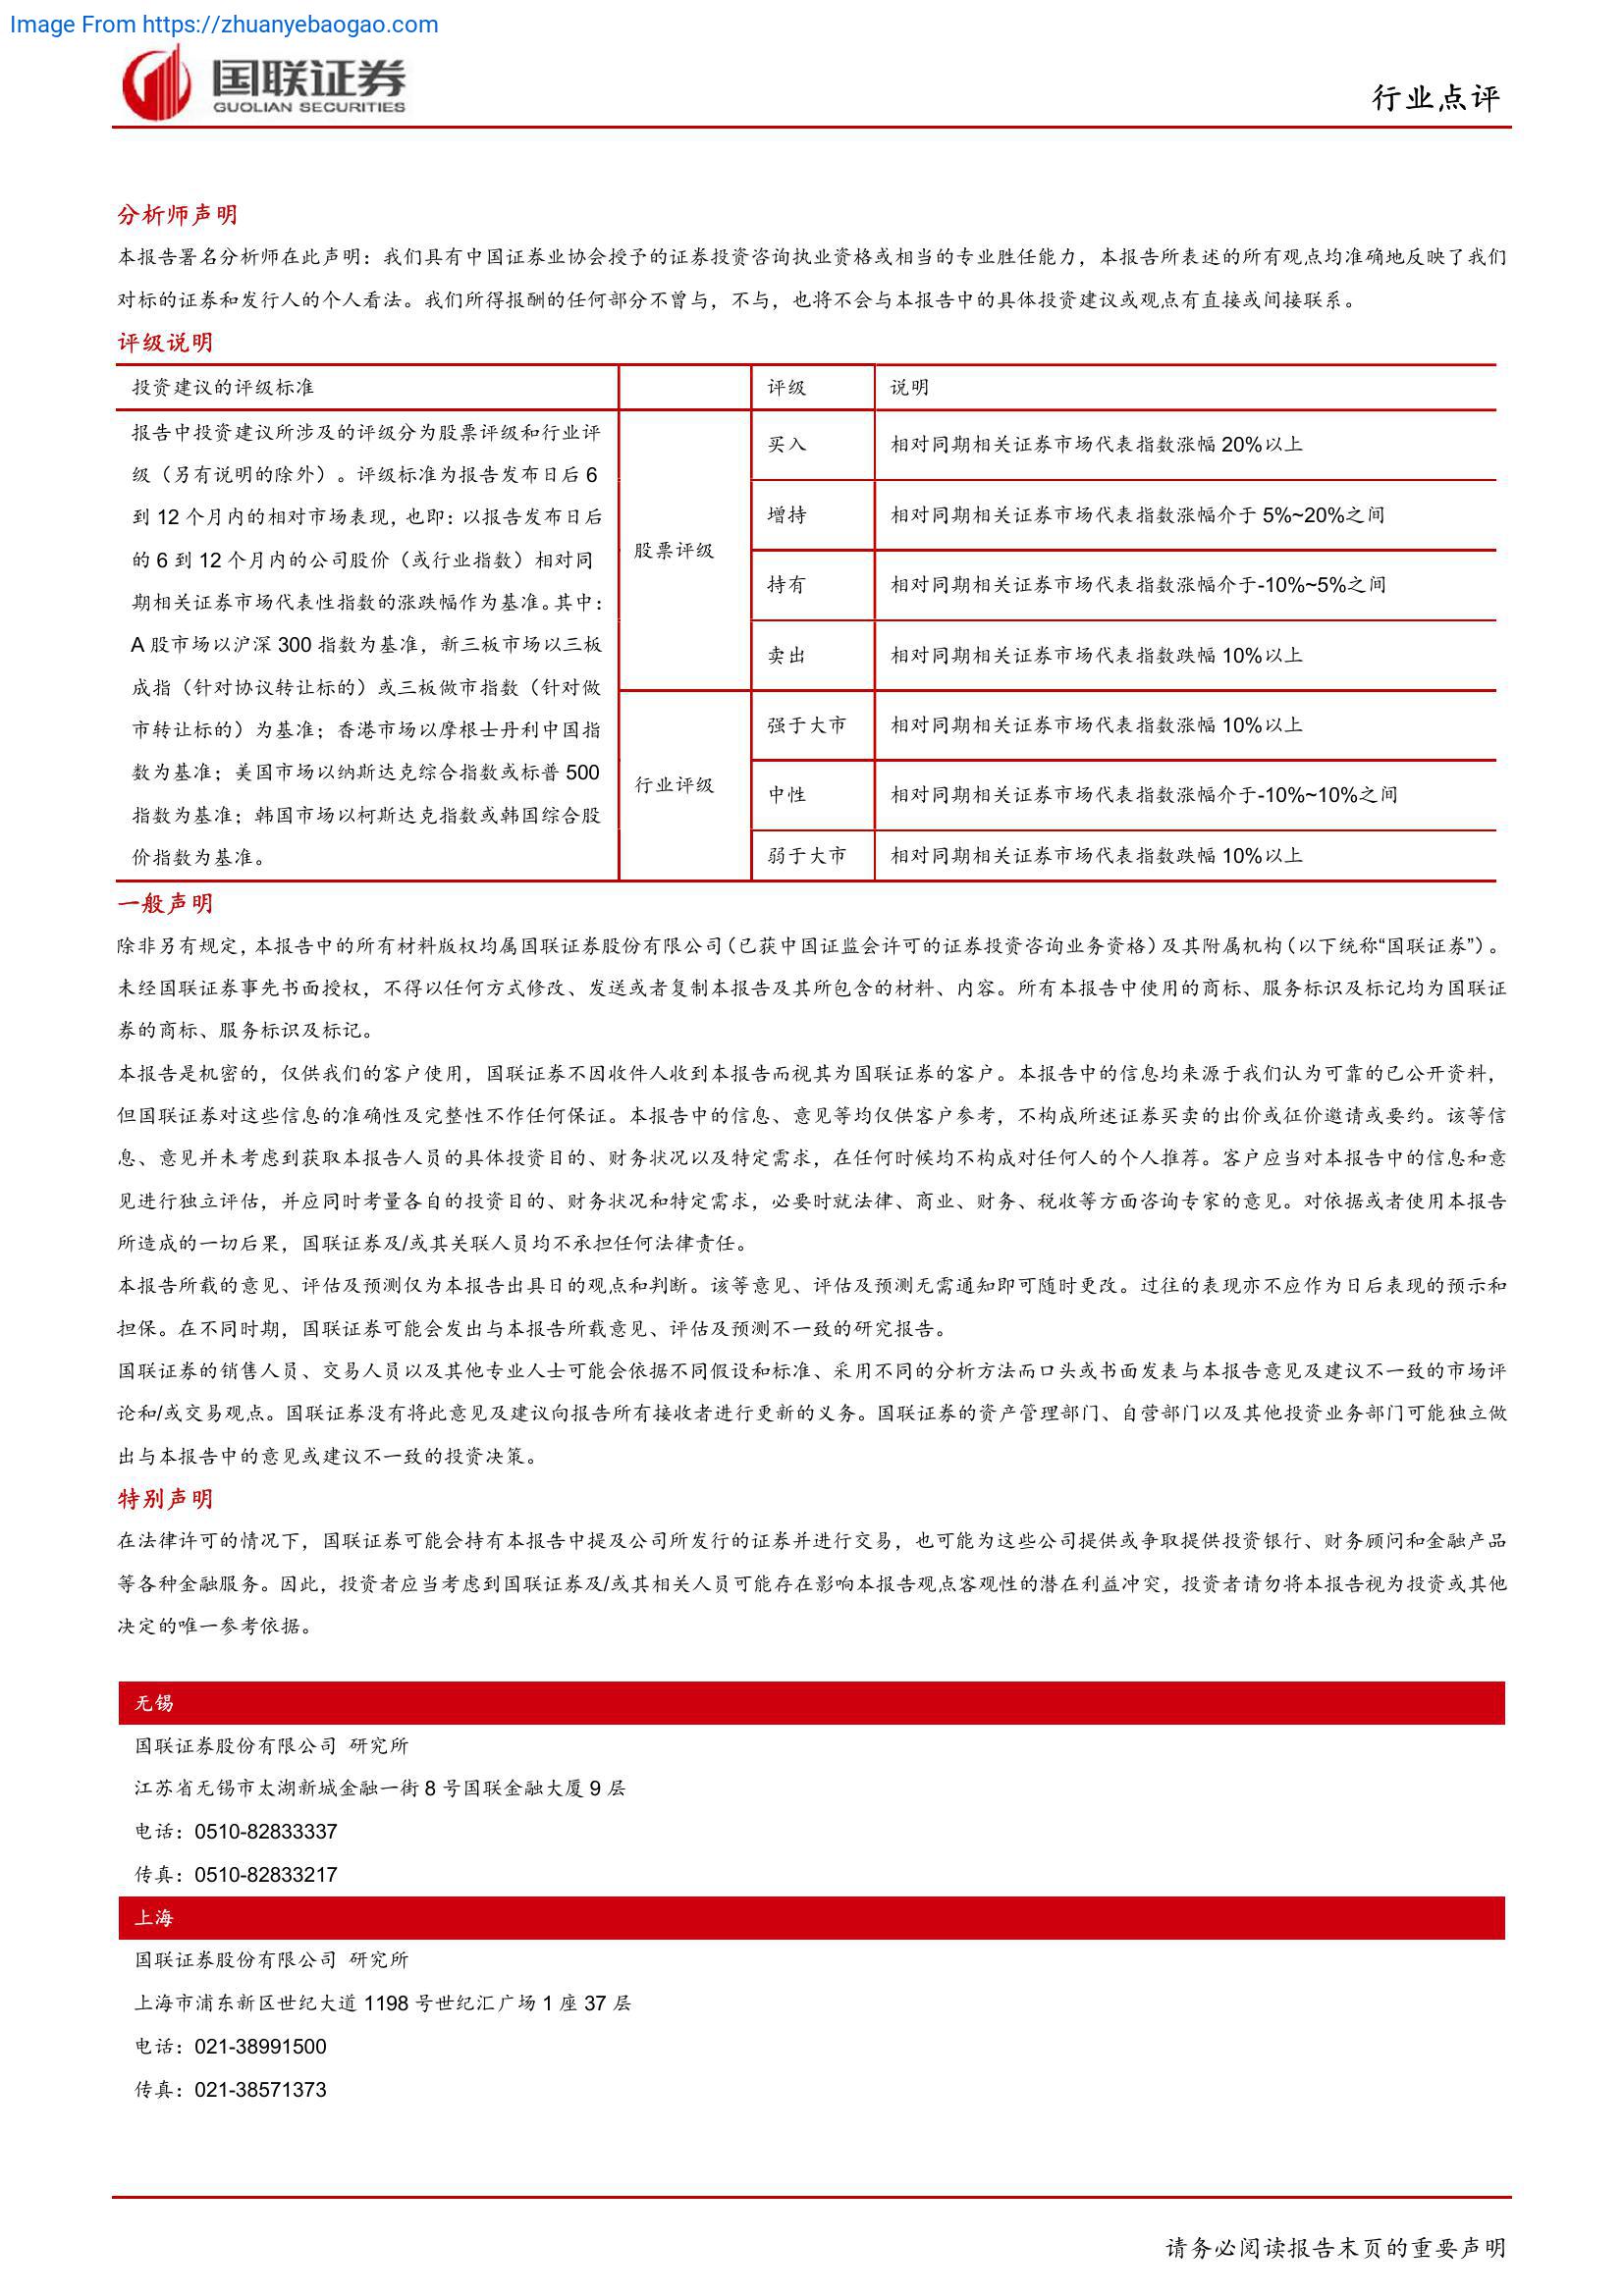 Image From https://zhuanyebaogao.com
国联证券
GUOLIAN SECURITIES
行业点评
分析师声明
本报告署名分析师在此声明：我们具有中国证券业协会授予的证券投资咨询执业资格或相当的专业胜任能力，本报告所表述的所有观点均准确地反映了我们
对标的证券和发行人的个人看法。我们所得报酬的任何部分不曾与，不与，也将不会与本报告中的具体投资建议或观点有直接或间接联系。
评级说明
投资建议的评级标准
评级
说明
报告中投资建议所涉及的评级分为股票评级和行业评
级（另有说明的除外）。评级标准为报告发布日后 6
到 12 个月内的相对市场表现，也即：以报告发布日后
的 6 到 12 个月内的公司股价（或行业指数）相对同
期相关证券市场代表性指数的涨跌幅作为基准。其中：
A 股市场以沪深 300 指数为基准，新三板市场以三板
成指（针对协议转让标的）或三板做市指数（针对做
市转让标的）为基准；香港市场以摩根士丹利中国指
数为基准；美国市场以纳斯达克综合指数或标普 500
指数为基准；韩国市场以柯斯达克指数或韩国综合股
价指数为基准。
股票评级
买入
相对同期相关证券市场代表指数涨幅 20%以上
增持
相对同期相关证券市场代表指数涨幅介于 5%~20%之间
持有
相对同期相关证券市场代表指数涨幅介于-10%~5%之间
卖出
相对同期相关证券市场代表指数跌幅 10%以上
行业评级
强于大市
相对同期相关证券市场代表指数涨幅 10%以上
中性
相对同期相关证券市场代表指数涨幅介于-10%~10%之间
弱于大市
相对同期相关证券市场代表指数跌幅 10%以上
一般声明
除非另有规定，本报告中的所有材料版权均属国联证券股份有限公司（已获中国证监会许可的证券投资咨询业务资格）及其附属机构（以下统称“国联证券”）。
未经国联证券事先书面授权，不得以任何方式修改、发送或者复制本报告及其所包含的材料、内容。所有本报告中使用的商标、服务标识及标记均为国联证
券的商标、服务标识及标记。
本报告是机密的，仅供我们的客户使用，国联证券不因收件人收到本报告而视其为国联证券的客户。本报告中的信息均来源于我们认为可靠的已公开资料，
但国联证券对这些信息的准确性及完整性不作任何保证。本报告中的信息、意见等均仅供客户参考，不构成所述证券买卖的出价或征价邀请或要约。该等信
息、意见并未考虑到获取本报告人员的具体投资目的、财务状况以及特定需求，在任何时候均不构成对任何人的个人推荐。客户应当对本报告中的信息和意
见进行独立评估，并应同时考量各自的投资目的、财务状况和特定需求，必要时就法律、商业、财务、税收等方面咨询专家的意见。对依据或者使用本报告
所造成的一切后果，国联证券及/或其关联人员均不承担任何法律责任。
本报告所载的意见、评估及预测仅为本报告出具日的观点和判断。该等意见、评估及预测无需通知即可随时更改。过往的表现亦不应作为日后表现的预示和
担保。在不同时期，国联证券可能会发出与本报告所载意见、评估及预测不一致的研究报告。
国联证券的销售人员、交易人员以及其他专业人士可能会依据不同假设和标准、采用不同的分析方法而口头或书面发表与本报告意见及建议不一致的市场评
论和/或交易观点。国联证券没有将此意见及建议向报告所有接收者进行更新的义务。国联证券的资产管理部门、自营部门以及其他投资业务部门可能独立做
出与本报告中的意见或建议不一致的投资决策。
特别声明
在法律许可的情况下，国联证券可能会持有本报告中提及公司所发行的证券并进行交易，也可能为这些公司提供或争取提供投资银行、财务顾问和金融产品
等各种金融服务。因此，投资者应当考虑到国联证券及/或其相关人员可能存在影响本报告观点客观性的潜在利益冲突，投资者请勿将本报告视为投资或其他
决定的唯一参考依据。
无锡
国联证券股份有限公司 研究所
江苏省无锡市太湖新城金融一街 8 号国联金融大厦 9 层
电话：0510-82833337
传真：0510-82833217
上海
国联证券股份有限公司 研究所
上海市浦东新区世纪大道 1198 号世纪汇广场 1 座 37 层
电话：021-38991500
传真：021-38571373
请务必阅读报告末页的重要声明